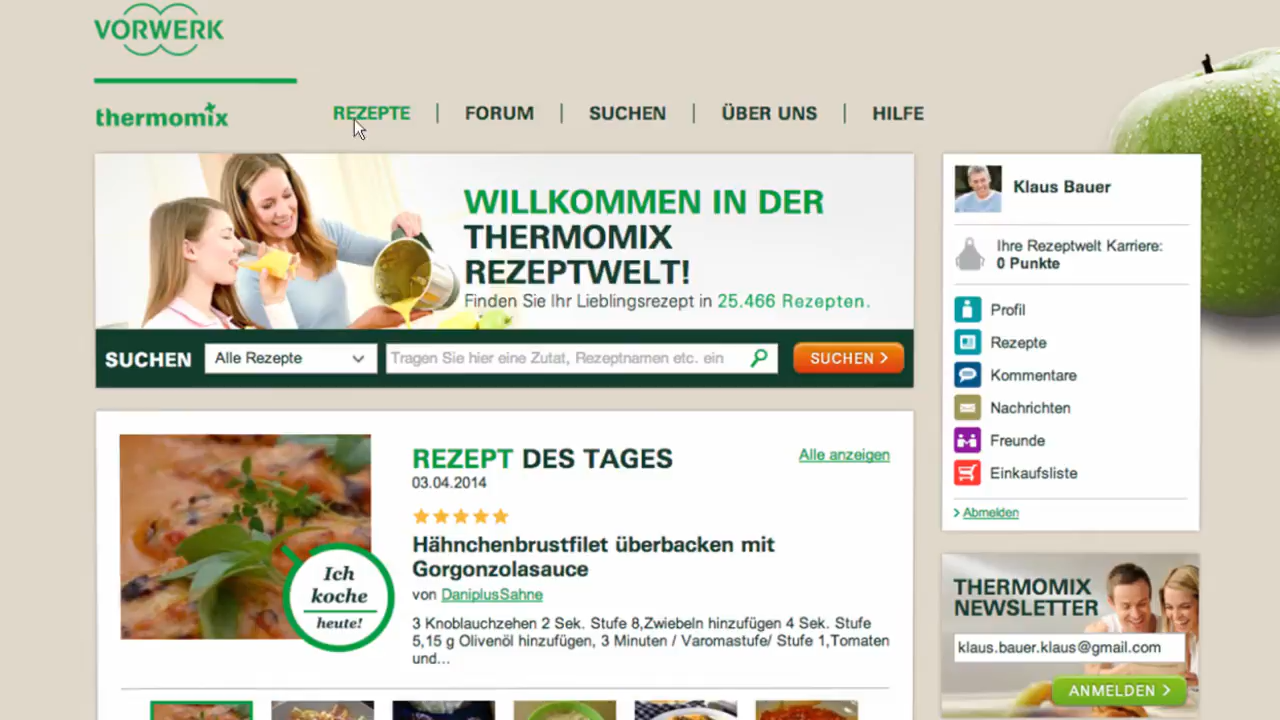 VORWERK
thermomix
REZEPTE | FORUM | SUCHEN | ÜBER UNS | HILFE
WILLKOMMEN IN DER
THERMOMIX
REZEPTWELT!
Finden Sie Ihr Lieblingsrezept in 25.466 Rezepten.
SUCHEN Alle Rezepte Tragen Sie hier eine Zutat, Rezeptnamen etc. ein SUCHEN >
REZEPT DES TAGES Alle anzeigen
03.04.2014
Hähnchenbrustfilet überbacken mit
Gorgonzolasauce
von DaniplusSahne
3 Knoblauchzehen 2 Sek. Stufe 8,Zwiebeln hinzufügen 4 Sek. Stufe
5,15 g Olivenöl hinzufügen, 3 Minuten / Varomastufe/ Stufe 1,Tomaten
und...
Ich
koche
heute!
Klaus Bauer
Ihre Rezeptwelt Karriere:
0 Punkte
Profil
Rezepte
Kommentare
Nachrichten
Freunde
Einkaufsliste
> Abmelden
THERMOMIX
NEWSLETTER
klaus.bauer.klaus@gmail.com
ANMELDEN >